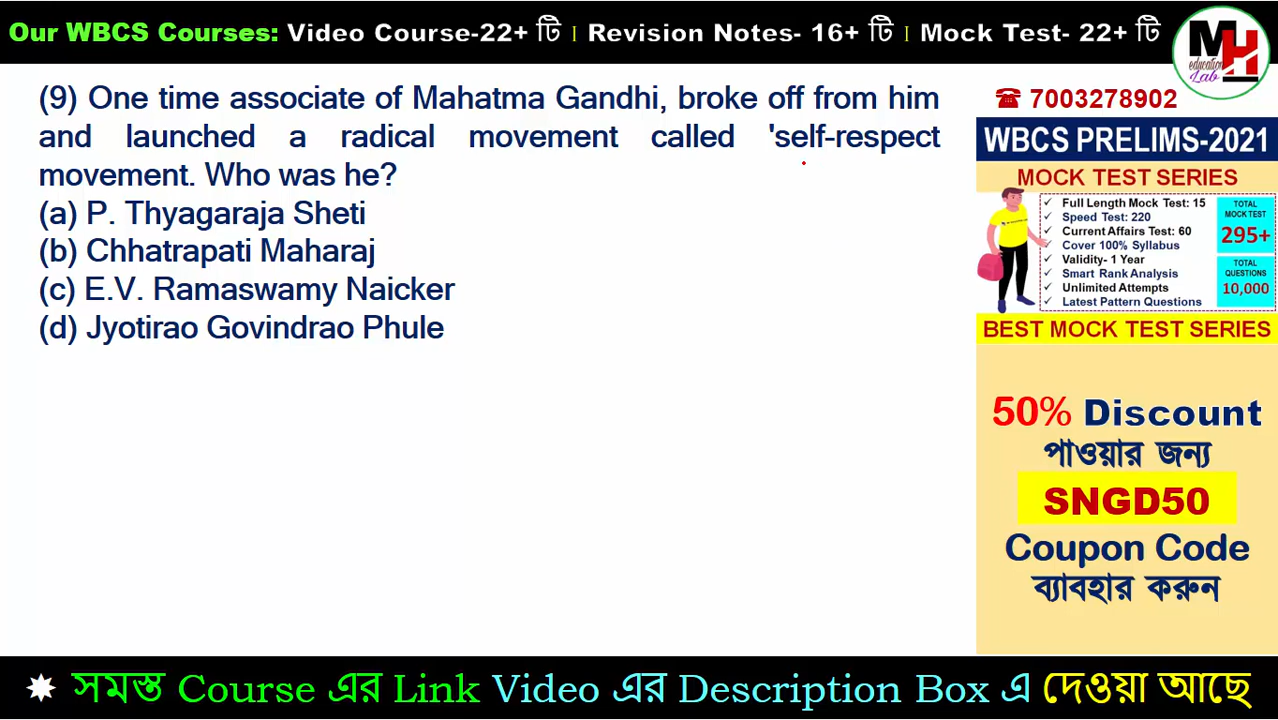 Our WBCS Courses: Video Course-22+ টি । Revision Notes- 16+ টি । Mock Test- 22+ টি
MH
education
Lab
(9) One time associate of Mahatma Gandhi, broke off from him
and launched a radical movement called 'self-respect
movement. Who was he?
(a) P. Thyagaraja Sheti
(b) Chhatrapati Maharaj
(c) E.V. Ramaswamy Naicker
(d) Jyotirao Govindrao Phule
☎ 7003278902
WBCS PRELIMS-2021
MOCK TEST SERIES
✓ Full Length Mock Test: 15
✓ Speed Test: 220
✓ Current Affairs Test: 60
✓ Cover 100% Syllabus
✓ Validity- 1 Year
✓ Smart Rank Analysis
✓ Unlimited Attempts
✓ Latest Pattern Questions
TOTAL
MOCK TEST
295+
TOTAL
QUESTIONS
10,000
BEST MOCK TEST SERIES
50% Discount
পাওয়ার জন্য
SNGD50
Coupon Code
ব্যাবহার করুন
✸ সমস্ত Course এর Link Video এর Description Box এ দেওয়া আছে